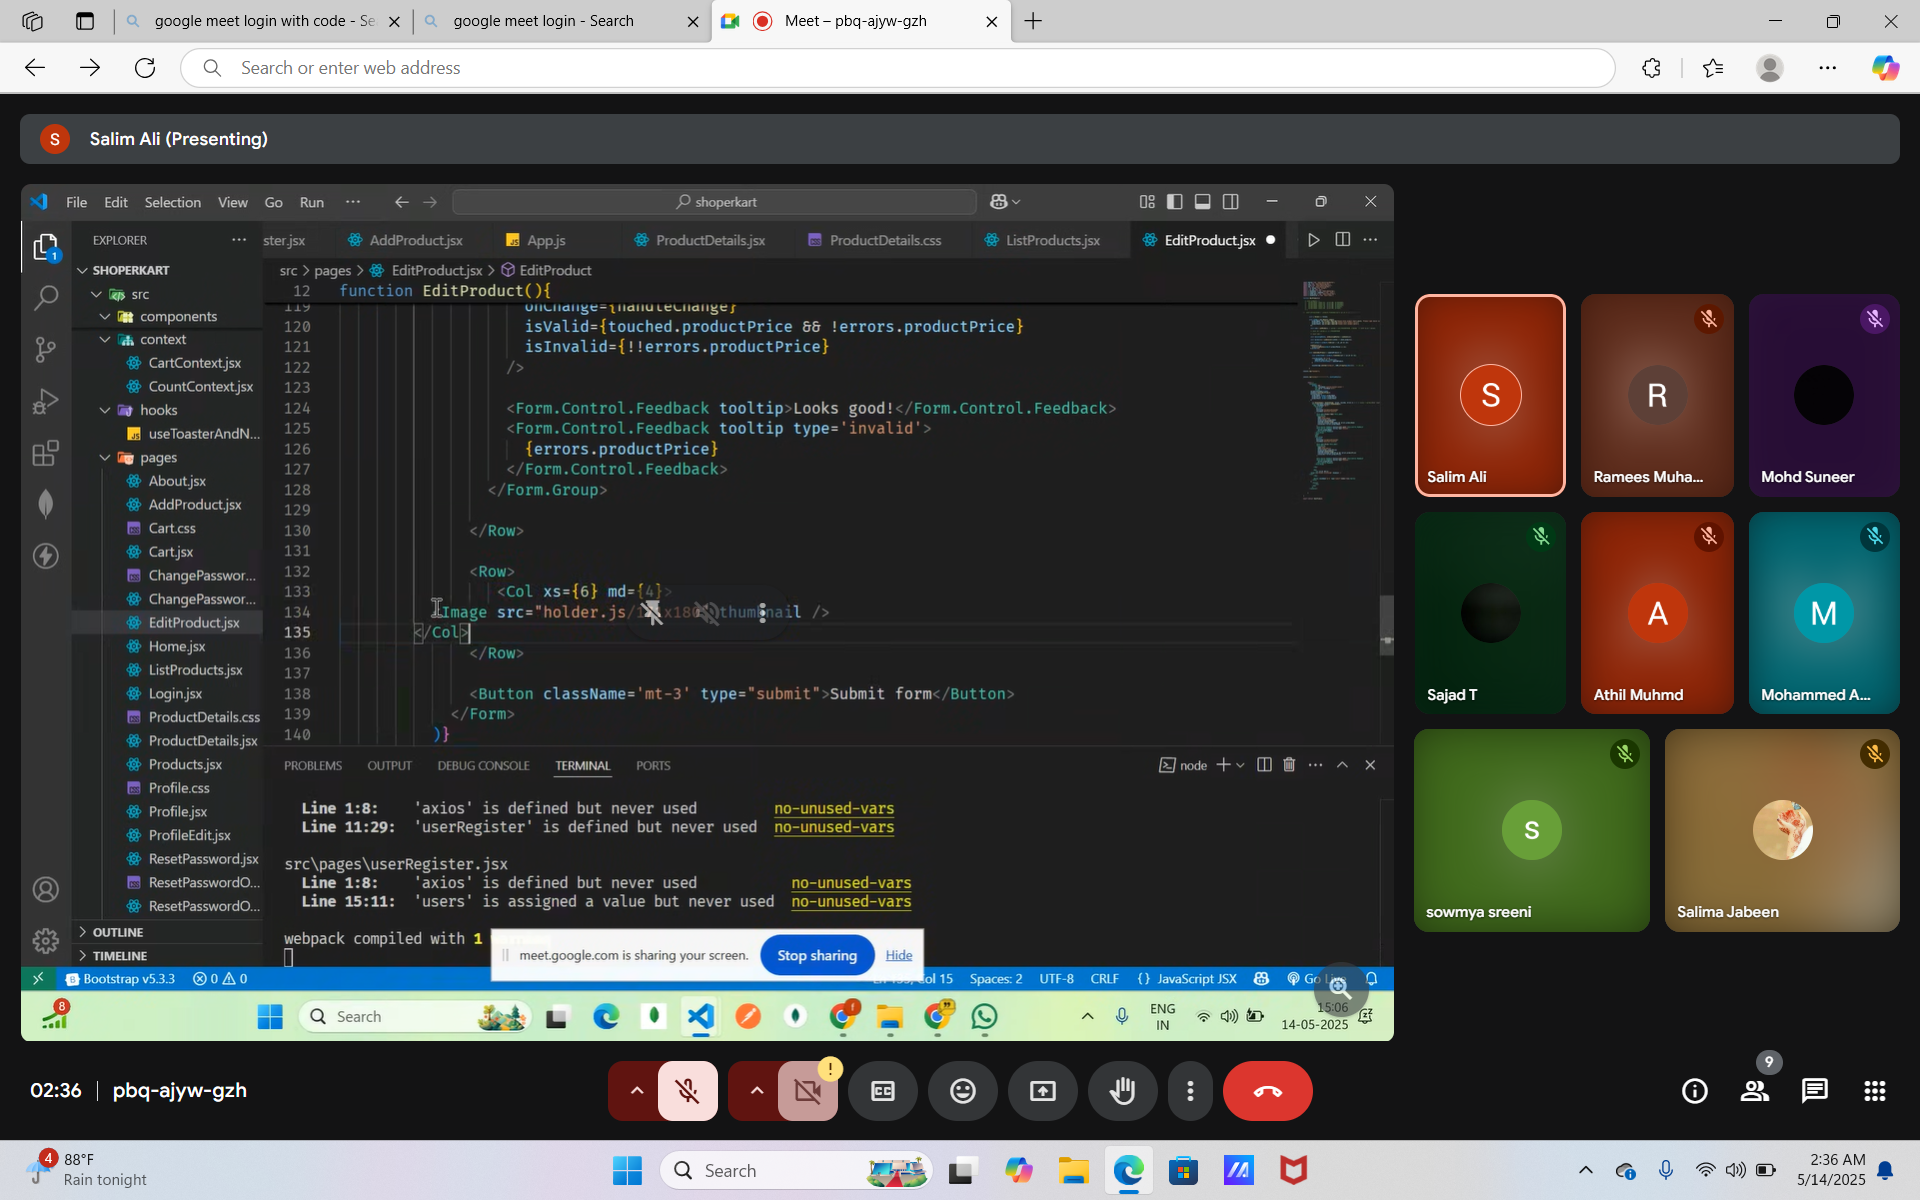 google meet login with code - Se
google meet login - Search
Meet – pbq-ajyw-gzh
Search or enter web address
S
Salim Ali (Presenting)
File Edit Selection View Go Run ···
shoperkart
EXPLORER
ster.jsx
AddProduct.jsx
App.js
ProductDetails.jsx
ProductDetails.css
ListProducts.jsx
EditProduct.jsx
1
SHOPERKART
src
components
context
CartContext.jsx
CountContext.jsx
hooks
useToasterAndN...
pages
About.jsx
AddProduct.jsx
Cart.css
Cart.jsx
ChangePasswor...
ChangePasswor...
EditProduct.jsx
Home.jsx
ListProducts.jsx
Login.jsx
ProductDetails.css
ProductDetails.jsx
Products.jsx
Profile.css
Profile.jsx
ProfileEdit.jsx
ResetPassword.jsx
ResetPasswordO...
ResetPasswordO...
OUTLINE
TIMELINE
src > pages > EditProduct.jsx > EditProduct
12 function EditProduct(){
119 onChange={handleChange}
120 isValid={touched.productPrice && !errors.productPrice}
121 isInvalid={!!errors.productPrice}
122 />
123
124 <Form.Control.Feedback tooltip>Looks good!</Form.Control.Feedback>
125 <Form.Control.Feedback tooltip type='invalid'>
126 {errors.productPrice}
127 </Form.Control.Feedback>
128 </Form.Group>
129
130 </Row>
131
132 <Row>
133 <Col xs={6} md={4}>
134 <Image src="holder.js/ thumbnail />
135 </Col>
136 </Row>
137
138 <Button className='mt-3' type="submit">Submit form</Button>
139 </Form>
140 )}
PROBLEMS OUTPUT DEBUG CONSOLE TERMINAL PORTS
node
Line 1:8: 'axios' is defined but never used no-unused-vars
Line 11:29: 'userRegister' is defined but never used no-unused-vars
src\pages\userRegister.jsx
Line 1:8: 'axios' is defined but never used no-unused-vars
Line 15:11: 'users' is assigned a value but never used no-unused-vars
webpack compiled with 1
meet.google.com is sharing your screen.
Stop sharing
Hide
Bootstrap v5.3.3 0 0
Col 15 Spaces: 2 UTF-8 CRLF {} JavaScript JSX Go
8
Search
ENG
IN
15:06
14-05-2025
S
Salim Ali
R
Ramees Muha...
Mohd Suneer
Sajad T
A
Athil Muhmd
M
Mohammed A...
s
sowmya sreeni
Salima Jabeen
02:36 | pbq-ajyw-gzh
!
CC
9
4
88°F
Rain tonight
Search
2:36 AM
5/14/2025